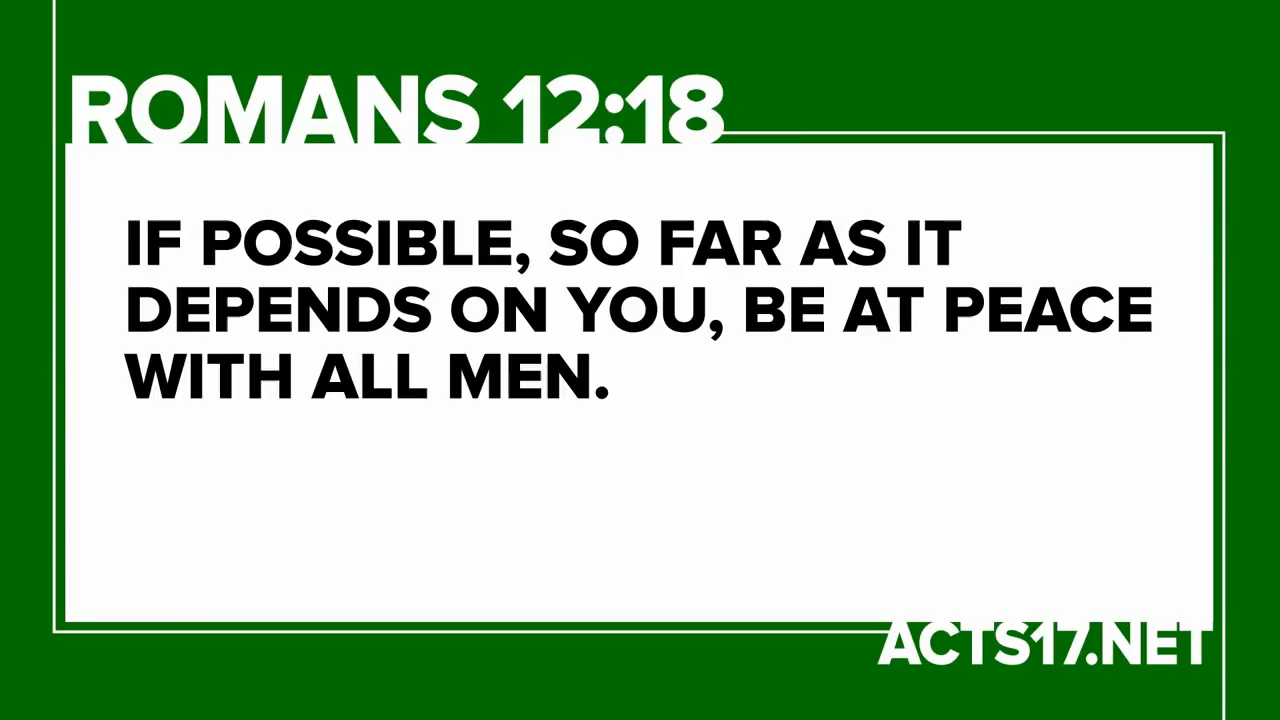 ROMANS 12:18
IF POSSIBLE, SO FAR AS IT
DEPENDS ON YOU, BE AT PEACE
WITH ALL MEN.
ACTS17.NET